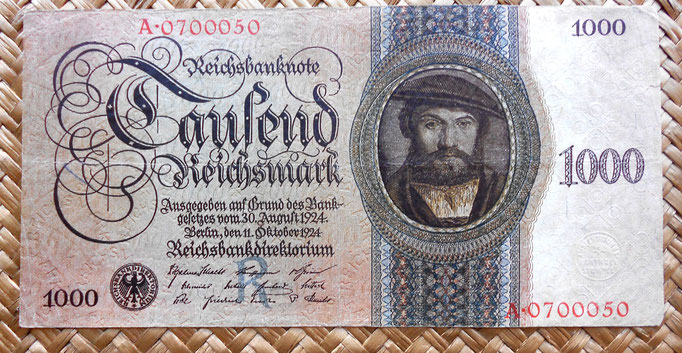 A·0700050
1000
Reichsbanknote
Tausend
Reichsmark
1000
Ausgegeben auf Grund des Bank-
gesetzes vom 30. August 1924
Berlin, den 11. Oktober 1924
Reichsbankdirektorium
R
1000
A·0700050